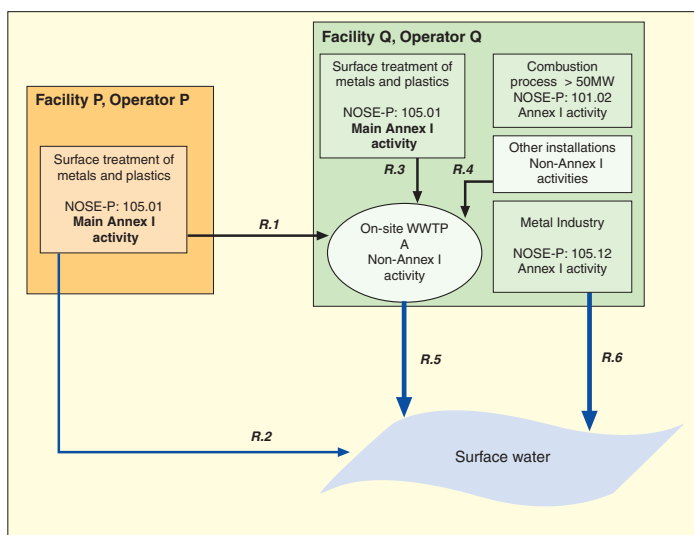 Facility Q, Operator Q
Surface treatment of
metals and plastics
NOSE-P: 105.01
Main Annex I
activity
Combustion
process > 50MW
NOSE-P: 101.02
Annex I activity
Facility P, Operator P
Surface treatment of
metals and plastics
NOSE-P: 105.01
Main Annex I
activity
R.3
R.4
Other installations
Non-Annex I
activities
R.1
On-site WWTP
A
Non-Annex I
activity
Metal Industry
NOSE-P: 105.12
Annex I activity
R.5
R.6
R.2
Surface water